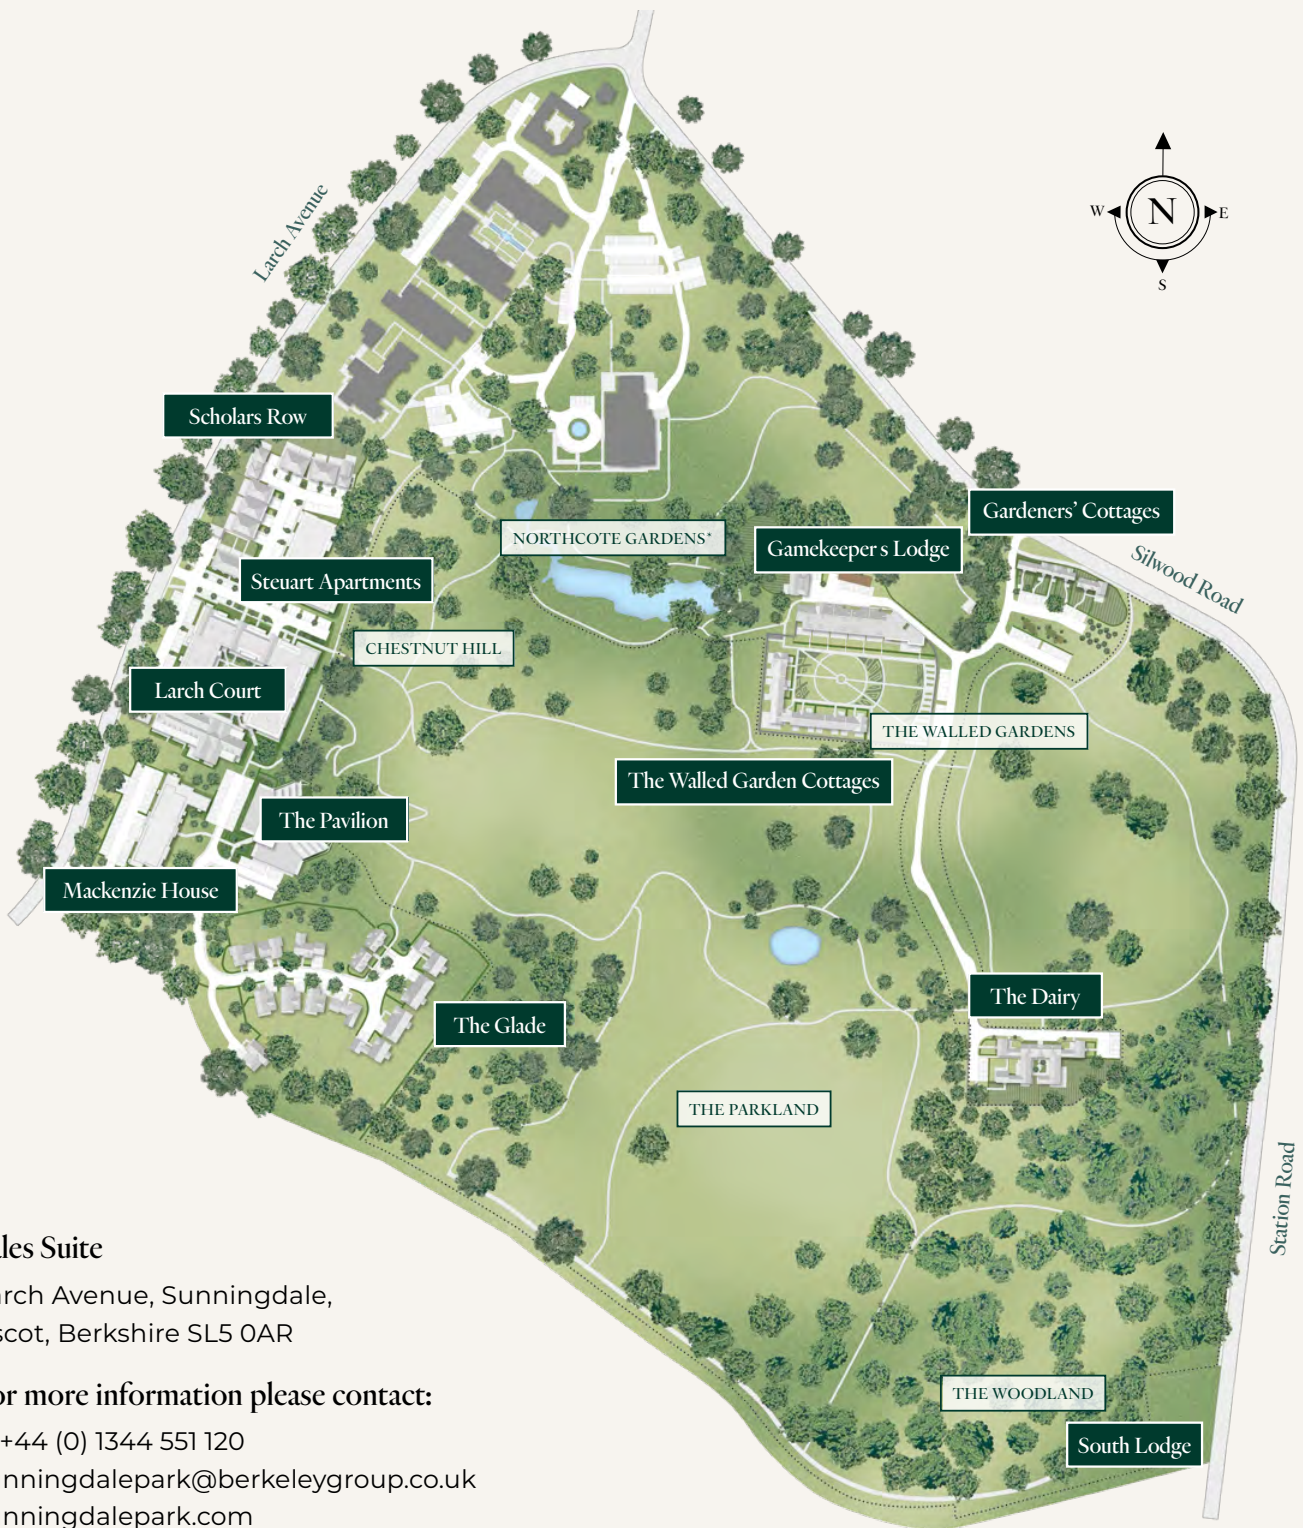 N
W
E
S
Larch Avenue
Scholars Row
Gardeners' Cottages
NORTHCOTE GARDENS*
Gamekeeper s Lodge
Silwood Road
Steuart Apartments
CHESTNUT HILL
Larch Court
THE WALLED GARDENS
The Walled Garden Cottages
The Pavilion
Mackenzie House
The Dairy
The Glade
THE PARKLAND
Station Road
les Suite
rch Avenue, Sunningdale,
scot, Berkshire SL5 0AR
or more information please contact:
+44 (0) 1344 551 120
nningdalepark@berkeleygroup.co.uk
nningdalepark.com
THE WOODLAND
South Lodge